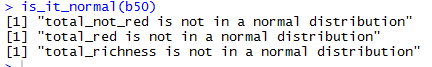 > is_it_normal(b50)
[1] "total_not_red is not in a normal distribution"
[1] "total_red is not in a normal distribution"
[1] "total_richness is not in a normal distribution"
>